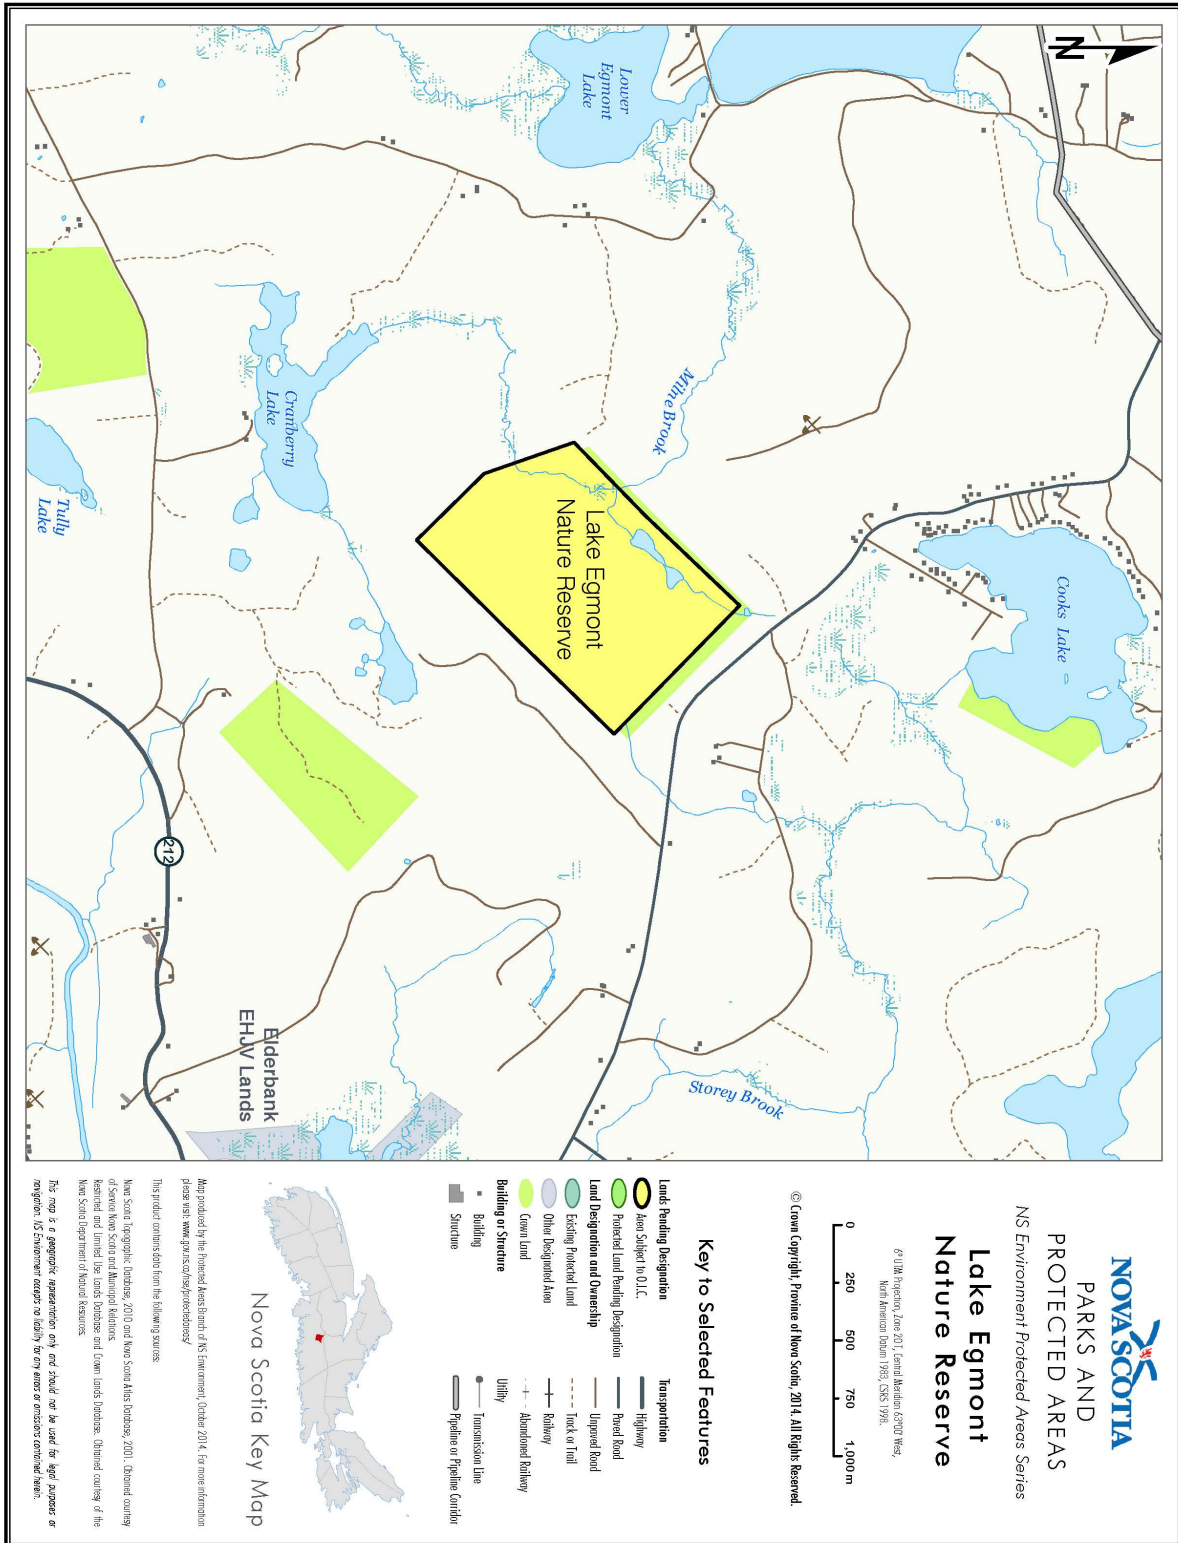 N
Lower
Egmont
Lake
Milne Brook
Cranberry
Lake
Tully
Lake
Lake Egmont
Nature Reserve
Cooks Lake
212
Elderbank
EHJV Lands
Storey Brook
NOVA SCOTIA
PARKS AND
PROTECTED AREAS
NS Environment Protected Areas Series
Lake Egmont
Nature Reserve
6° UTM Projection, Zone 20T, Central Meridian 63°00' West,
North American Datum 1983, CSRS 1998.
0 250 500 750 1,000 m
© Crown Copyright, Province of Nova Scotia, 2014. All Rights Reserved.
Key to Selected Features
Lands Pending Designation
Area Subject to O.I.C.
Protected Land Pending Designation
Land Designation and Ownership
Existing Protected Land
Other Designated Area
Crown Land
Building or Structure
Building
Structure
Transportation
Highway
Paved Road
Unpaved Road
Track or Trail
Railway
Abandoned Railway
Utility
Transmission Line
Pipeline or Pipeline Corridor
Nova Scotia Key Map
Map produced by the Protected Areas Branch of NS Environment, October 2014. For more information
please visit: www.gov.ns.ca/nse/protectedareas/
This product contains data from the following sources:
Nova Scotia Topographic Database, 2010 and Nova Scotia Atlas Database, 2001. Obtained courtesy
of Service Nova Scotia and Municipal Relations.
Restricted and Limited Use Lands Database and Crown Lands Database. Obtained courtesy of the
Nova Scotia Department of Natural Resources.
This map is a geographic representation only and should not be used for legal purposes or
navigation. NS Environment accepts no liability for any errors or omissions contained herein.